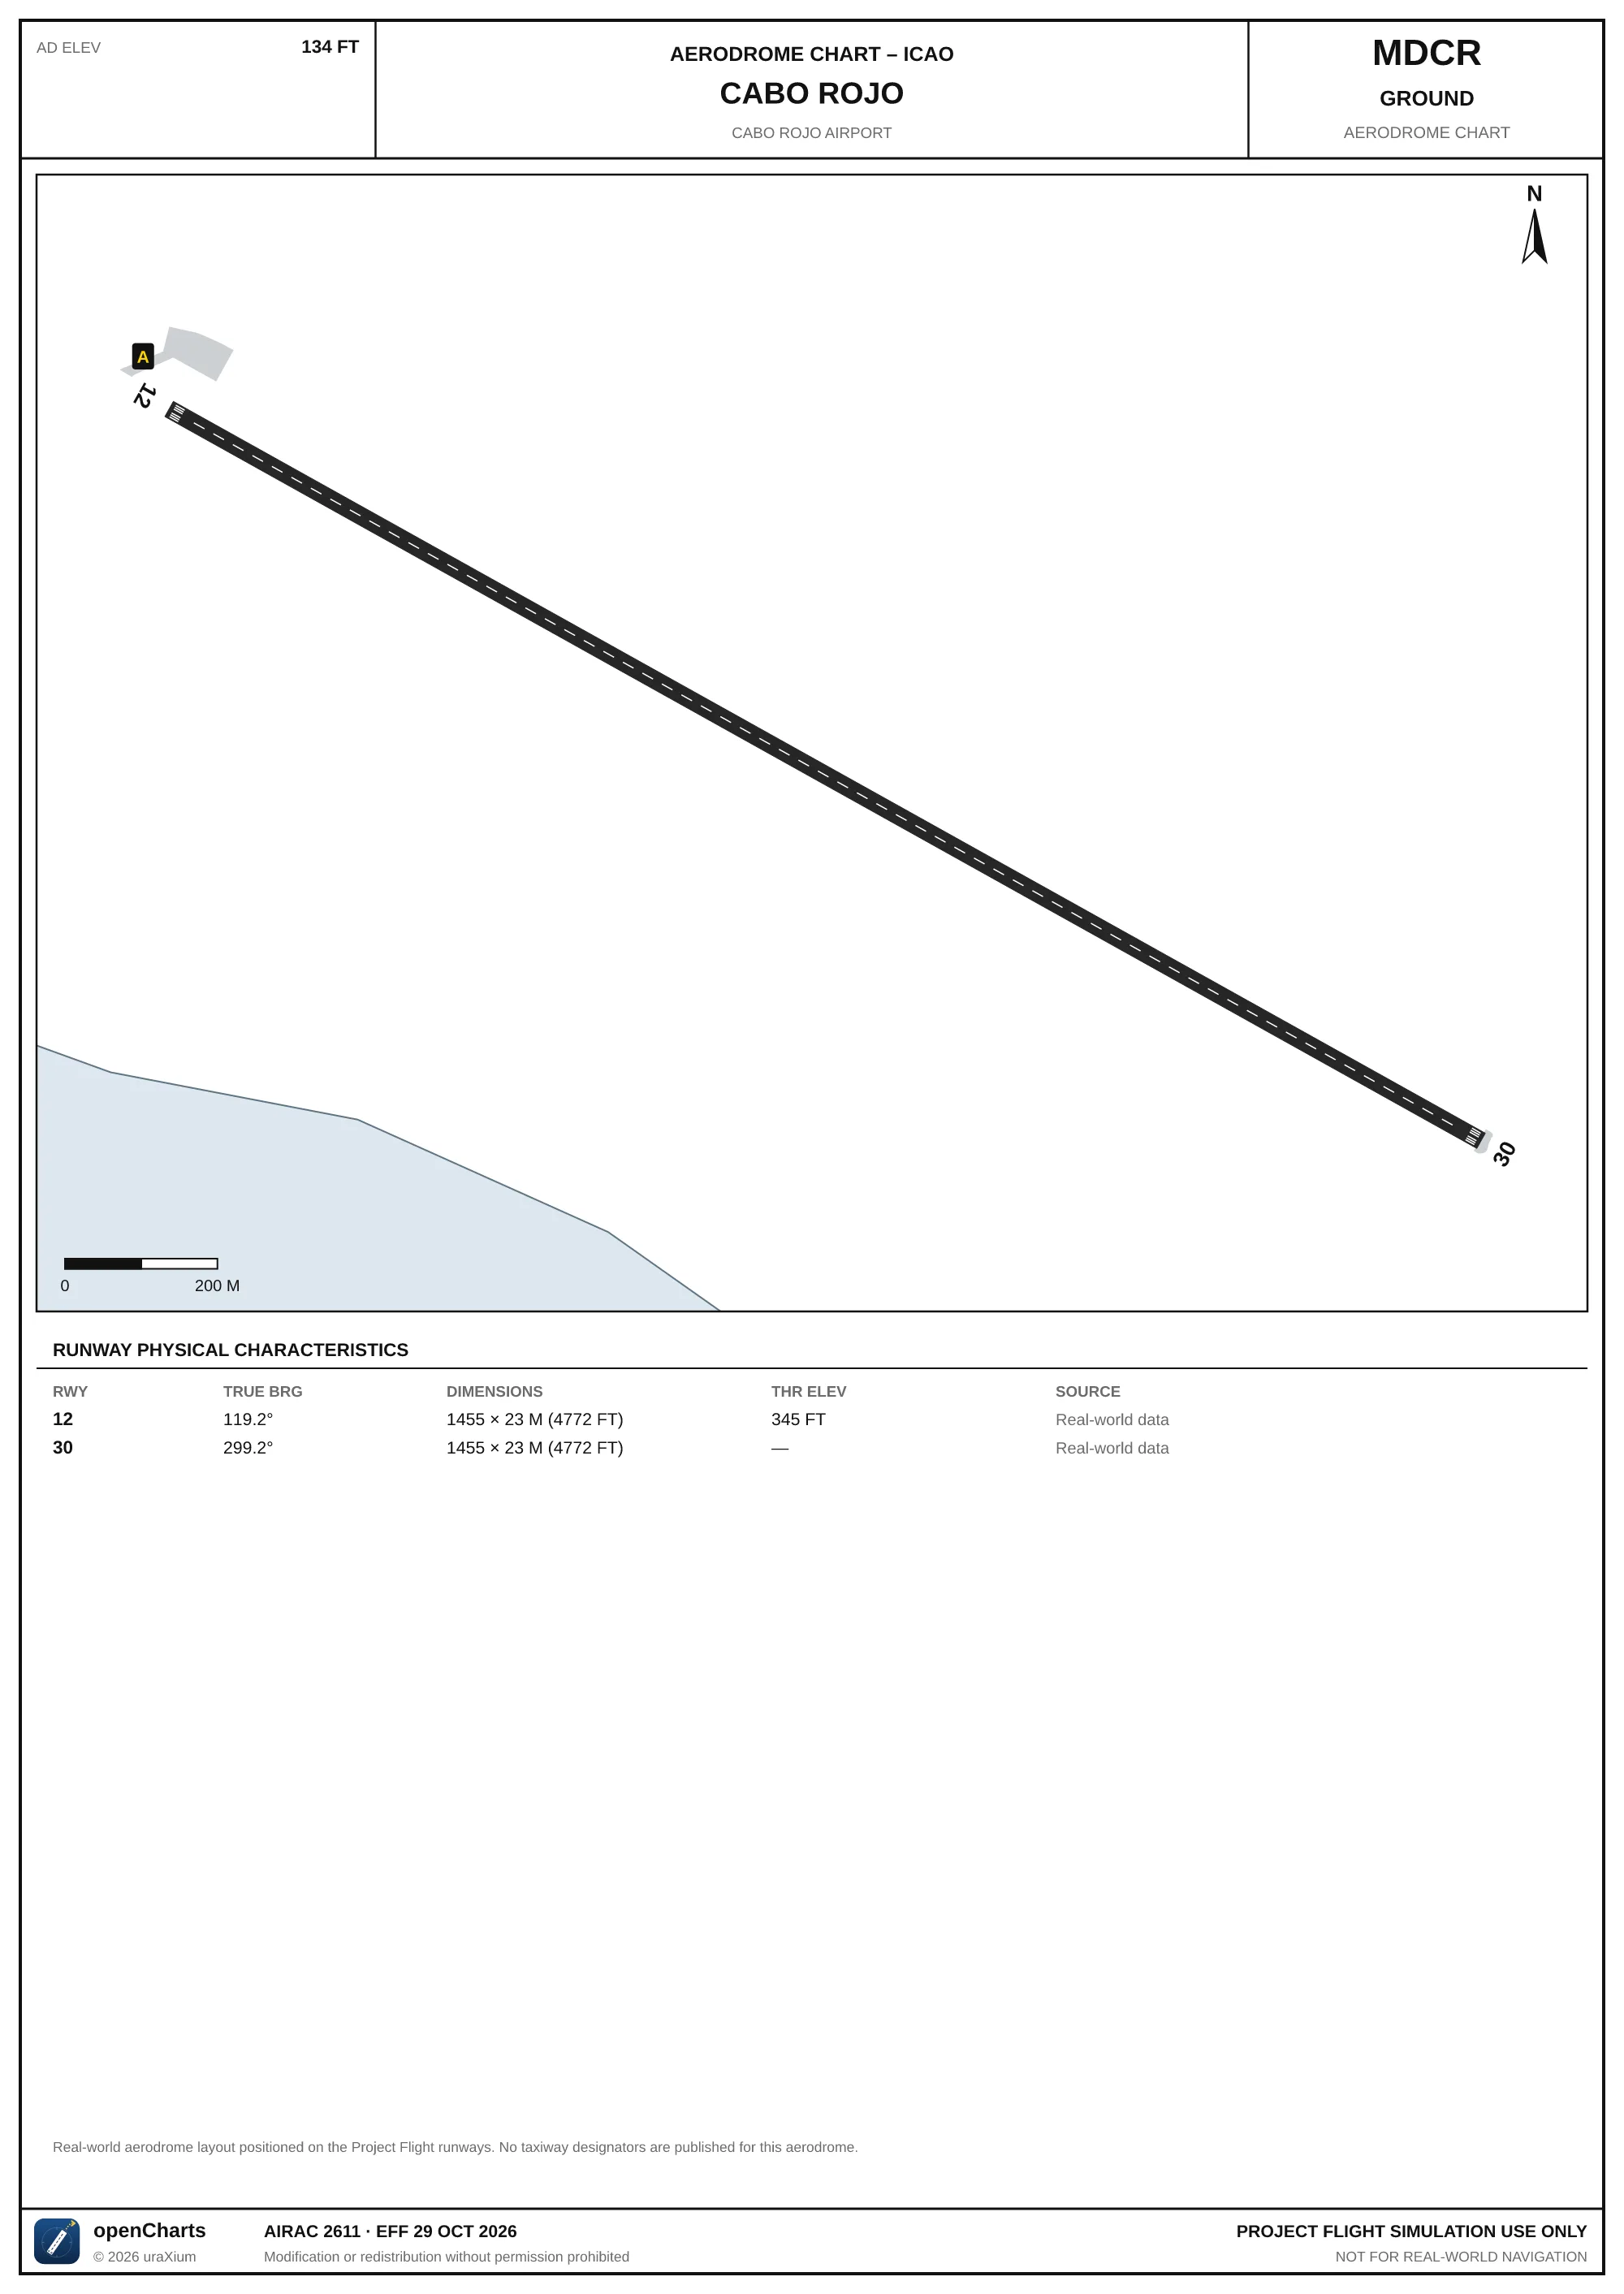 AD ELEV 134 FT
AERODROME CHART – ICAO
CABO ROJO
CABO ROJO AIRPORT
MDCR
GROUND
AERODROME CHART
N
A
12
30
0 200 M
RUNWAY PHYSICAL CHARACTERISTICS
RWY TRUE BRG DIMENSIONS THR ELEV SOURCE
12 119.2° 1455 × 23 M (4772 FT) 345 FT Real-world data
30 299.2° 1455 × 23 M (4772 FT) — Real-world data
Real-world aerodrome layout positioned on the Project Flight runways. No taxiway designators are published for this aerodrome.
openCharts
© 2026 uraXium
AIRAC 2611 · EFF 29 OCT 2026
Modification or redistribution without permission prohibited
PROJECT FLIGHT SIMULATION USE ONLY
NOT FOR REAL-WORLD NAVIGATION